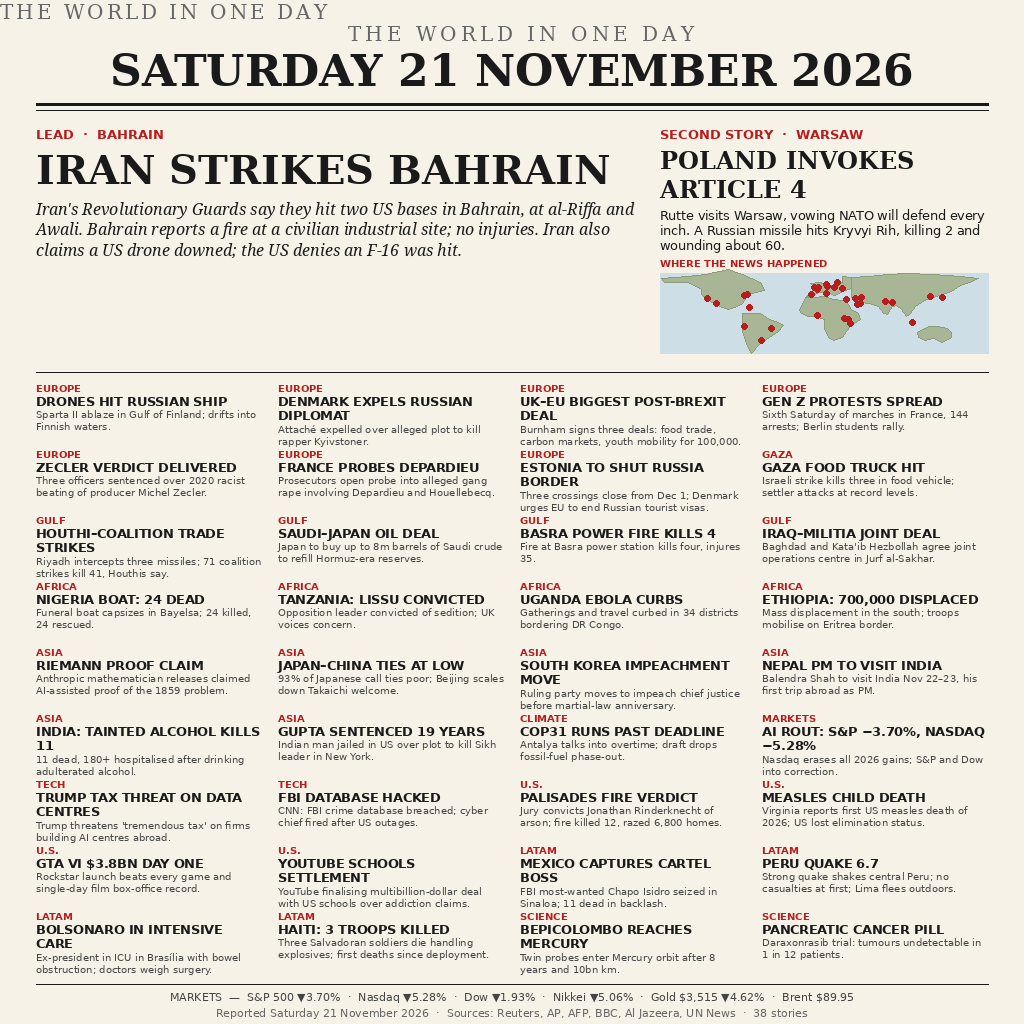 THE WORLD IN ONE DAY
THE WORLD IN ONE DAY
SATURDAY 21 NOVEMBER 2026
LEAD · BAHRAIN
IRAN STRIKES BAHRAIN
Iran's Revolutionary Guards say they hit two US bases in Bahrain, at al-Riffa and
Awali. Bahrain reports a fire at a civilian industrial site; no injuries. Iran also
claims a US drone downed; the US denies an F-16 was hit.
SECOND STORY · WARSAW
POLAND INVOKES
ARTICLE 4
Rutte visits Warsaw, vowing NATO will defend every
inch. A Russian missile hits Kryvyi Rih, killing 2 and
wounding about 60.
WHERE THE NEWS HAPPENED
EUROPE
DRONES HIT RUSSIAN SHIP
Sparta II ablaze in Gulf of Finland; drifts into
Finnish waters.
EUROPE
DENMARK EXPELS RUSSIAN
DIPLOMAT
Attaché expelled over alleged plot to kill
rapper Kyivstoner.
EUROPE
UK–EU BIGGEST POST-BREXIT
DEAL
Burnham signs three deals: food trade,
carbon markets, youth mobility for 100,000.
EUROPE
GEN Z PROTESTS SPREAD
Sixth Saturday of marches in France, 144
arrests; Berlin students rally.
EUROPE
ZECLER VERDICT DELIVERED
Three officers sentenced over 2020 racist
beating of producer Michel Zecler.
EUROPE
FRANCE PROBES DEPARDIEU
Prosecutors open probe into alleged gang
rape involving Depardieu and Houellebecq.
EUROPE
ESTONIA TO SHUT RUSSIA
BORDER
Three crossings close from Dec 1; Denmark
urges EU to end Russian tourist visas.
GAZA
GAZA FOOD TRUCK HIT
Israeli strike kills three in food vehicle;
settler attacks at record levels.
GULF
HOUTHI–COALITION TRADE
STRIKES
Riyadh intercepts three missiles; 71 coalition
strikes kill 41, Houthis say.
GULF
SAUDI–JAPAN OIL DEAL
Japan to buy up to 8m barrels of Saudi crude
to refill Hormuz-era reserves.
GULF
BASRA POWER FIRE KILLS 4
Fire at Basra power station kills four, injures
35.
GULF
IRAQ–MILITIA JOINT DEAL
Baghdad and Kata'ib Hezbollah agree joint
operations centre in Jurf al-Sakhar.
AFRICA
NIGERIA BOAT: 24 DEAD
Funeral boat capsizes in Bayelsa; 24 killed,
24 rescued.
AFRICA
TANZANIA: LISSU CONVICTED
Opposition leader convicted of sedition; UK
voices concern.
AFRICA
UGANDA EBOLA CURBS
Gatherings and travel curbed in 34 districts
bordering DR Congo.
AFRICA
ETHIOPIA: 700,000 DISPLACED
Mass displacement in the south; troops
mobilise on Eritrea border.
ASIA
RIEMANN PROOF CLAIM
Anthropic mathematician releases claimed
AI-assisted proof of the 1859 problem.
ASIA
JAPAN–CHINA TIES AT LOW
93% of Japanese call ties poor; Beijing scales
down Takaichi welcome.
ASIA
SOUTH KOREA IMPEACHMENT
MOVE
Ruling party moves to impeach chief justice
before martial-law anniversary.
ASIA
NEPAL PM TO VISIT INDIA
Balendra Shah to visit India Nov 22–23, his
first trip abroad as PM.
ASIA
INDIA: TAINTED ALCOHOL KILLS
11
11 dead, 180+ hospitalised after drinking
adulterated alcohol.
ASIA
GUPTA SENTENCED 19 YEARS
Indian man jailed in US over plot to kill Sikh
leader in New York.
CLIMATE
COP31 RUNS PAST DEADLINE
Antalya talks into overtime; draft drops
fossil-fuel phase-out.
MARKETS
AI ROUT: S&P −3.70%, NASDAQ
−5.28%
Nasdaq erases all 2026 gains; S&P and Dow
into correction.
TECH
TRUMP TAX THREAT ON DATA
CENTRES
Trump threatens 'tremendous tax' on firms
building AI centres abroad.
TECH
FBI DATABASE HACKED
CNN: FBI crime database breached; cyber
chief fired after US outages.
U.S.
PALISADES FIRE VERDICT
Jury convicts Jonathan Rinderknecht of
arson; fire killed 12, razed 6,800 homes.
U.S.
MEASLES CHILD DEATH
Virginia reports first US measles death of
2026; US lost elimination status.
U.S.
GTA VI $3.8BN DAY ONE
Rockstar launch beats every game and
single-day film box-office record.
U.S.
YOUTUBE SCHOOLS
SETTLEMENT
YouTube finalising multibillion-dollar deal
with US schools over addiction claims.
LATAM
MEXICO CAPTURES CARTEL
BOSS
FBI most-wanted Chapo Isidro seized in
Sinaloa; 11 dead in backlash.
LATAM
PERU QUAKE 6.7
Strong quake shakes central Peru; no
casualties at first; Lima flees outdoors.
LATAM
BOLSONARO IN INTENSIVE
CARE
Ex-president in ICU in Brasília with bowel
obstruction; doctors weigh surgery.
LATAM
HAITI: 3 TROOPS KILLED
Three Salvadoran soldiers die handling
explosives; first deaths since deployment.
SCIENCE
BEPICOLOMBO REACHES
MERCURY
Twin probes enter Mercury orbit after 8
years and 10bn km.
SCIENCE
PANCREATIC CANCER PILL
Daraxonrasib trial: tumours undetectable in
1 in 12 patients.
MARKETS — S&P 500 ▼3.70% · Nasdaq ▼5.28% · Dow ▼1.93% · Nikkei ▼5.06% · Gold $3,515 ▼4.62% · Brent $89.95
Reported Saturday 21 November 2026 · Sources: Reuters, AP, AFP, BBC, Al Jazeera, UN News · 38 stories